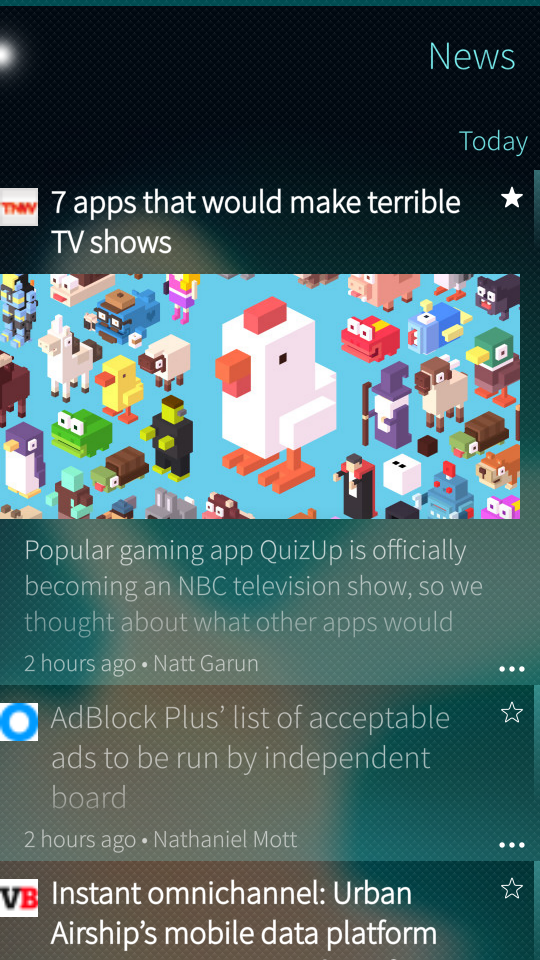 News
Today
TNW
7 apps that would make terrible
TV shows
Popular gaming app QuizUp is officially
becoming an NBC television show, so we
thought about what other apps would
2 hours ago • Natt Garun
AdBlock Plus’ list of acceptable
ads to be run by independent
board
2 hours ago • Nathaniel Mott
VB
Instant omnichannel: Urban
Airship’s mobile data platform